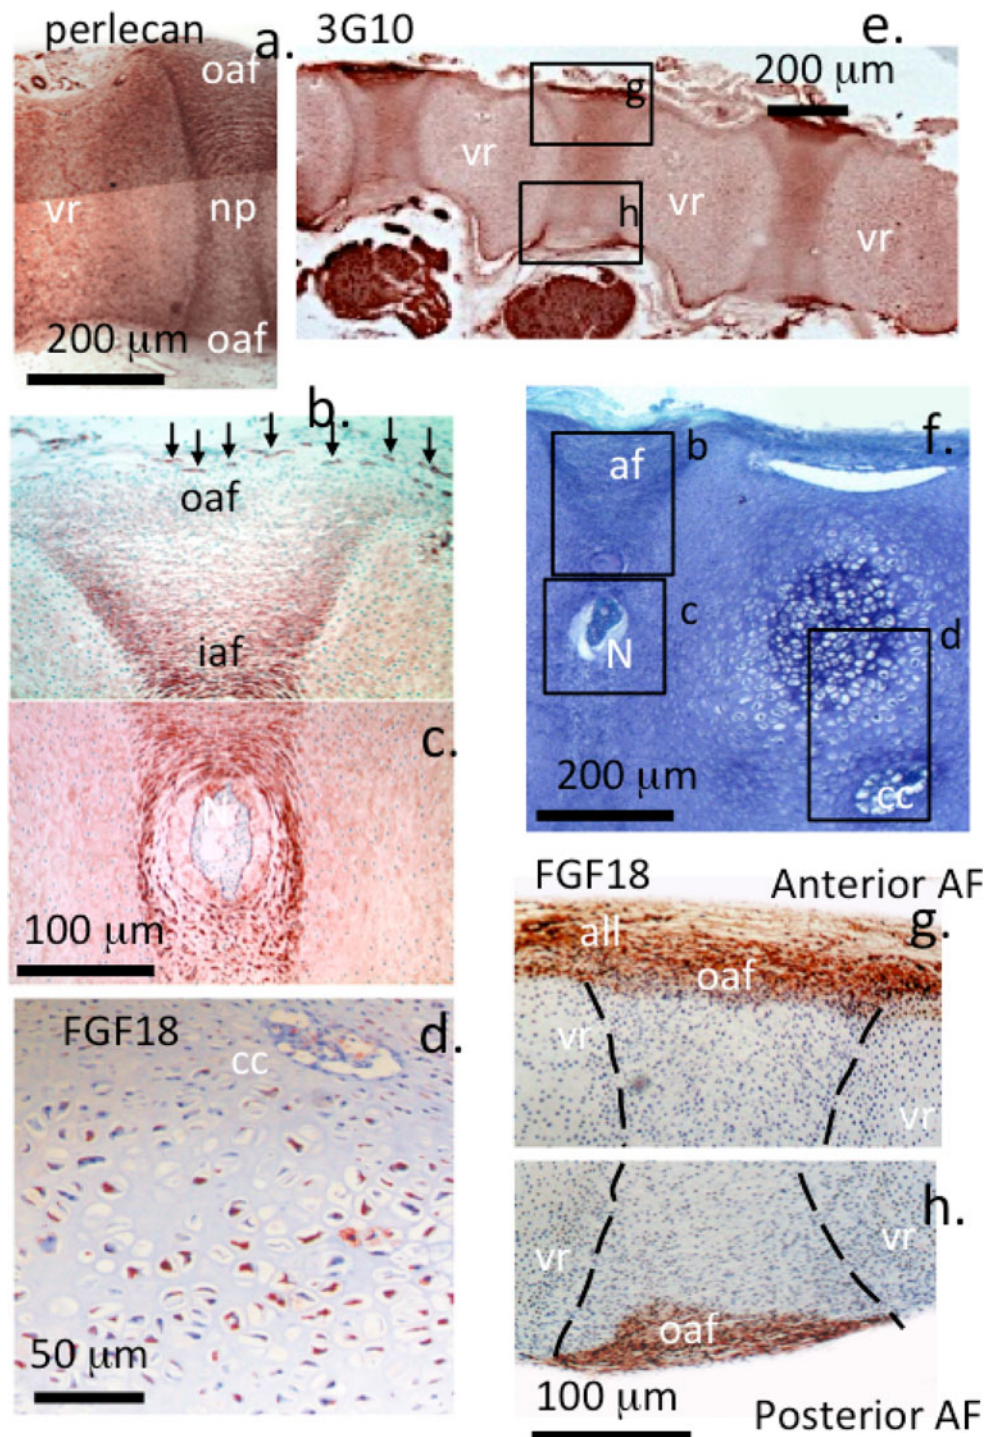 perlecan
a.
oaf
vr
np
200 µm
oaf
3G10
e.
200 µm
g
vr
h
vr
vr
b.
oaf
iaf
c.
N
100 µm
f.
af
b
c
N
d
200 µm
cc
FGF18
d.
cc
50 µm
FGF18
Anterior AF
g.
all
oaf
vr
vr
h.
vr
vr
oaf
100 µm
Posterior AF